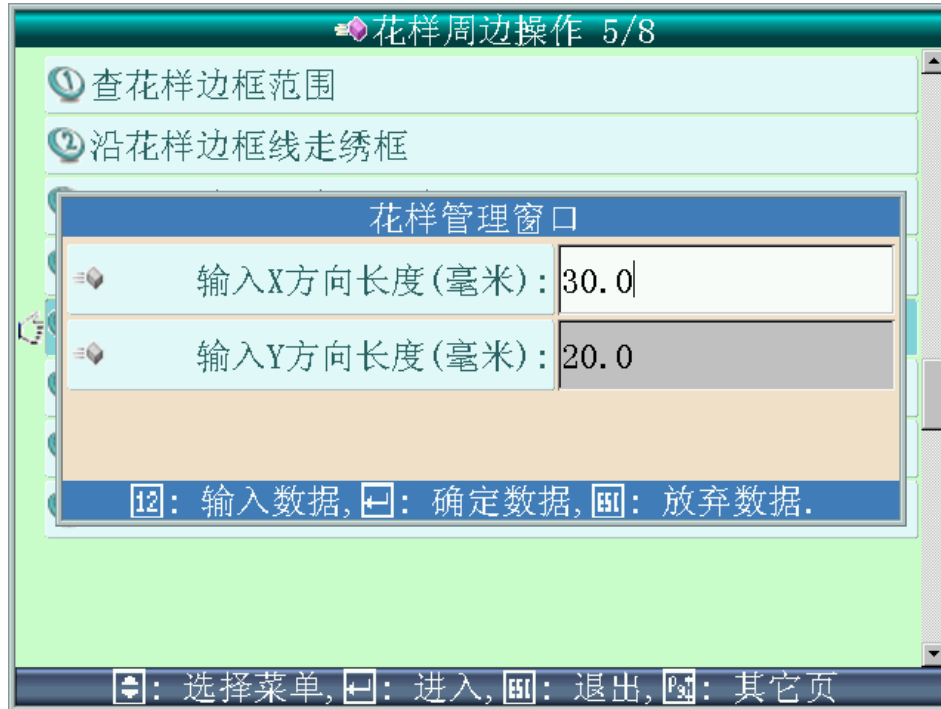 花样周边操作 5/8
1 查花样边框范围
2 沿花样边框线走绣框
花样管理窗口
输入X方向长度(毫米): 30.0
输入Y方向长度(毫米): 20.0
12: 输入数据, : 确定数据, ESC: 放弃数据.
: 选择菜单, : 进入, ESC: 退出, : 其它页